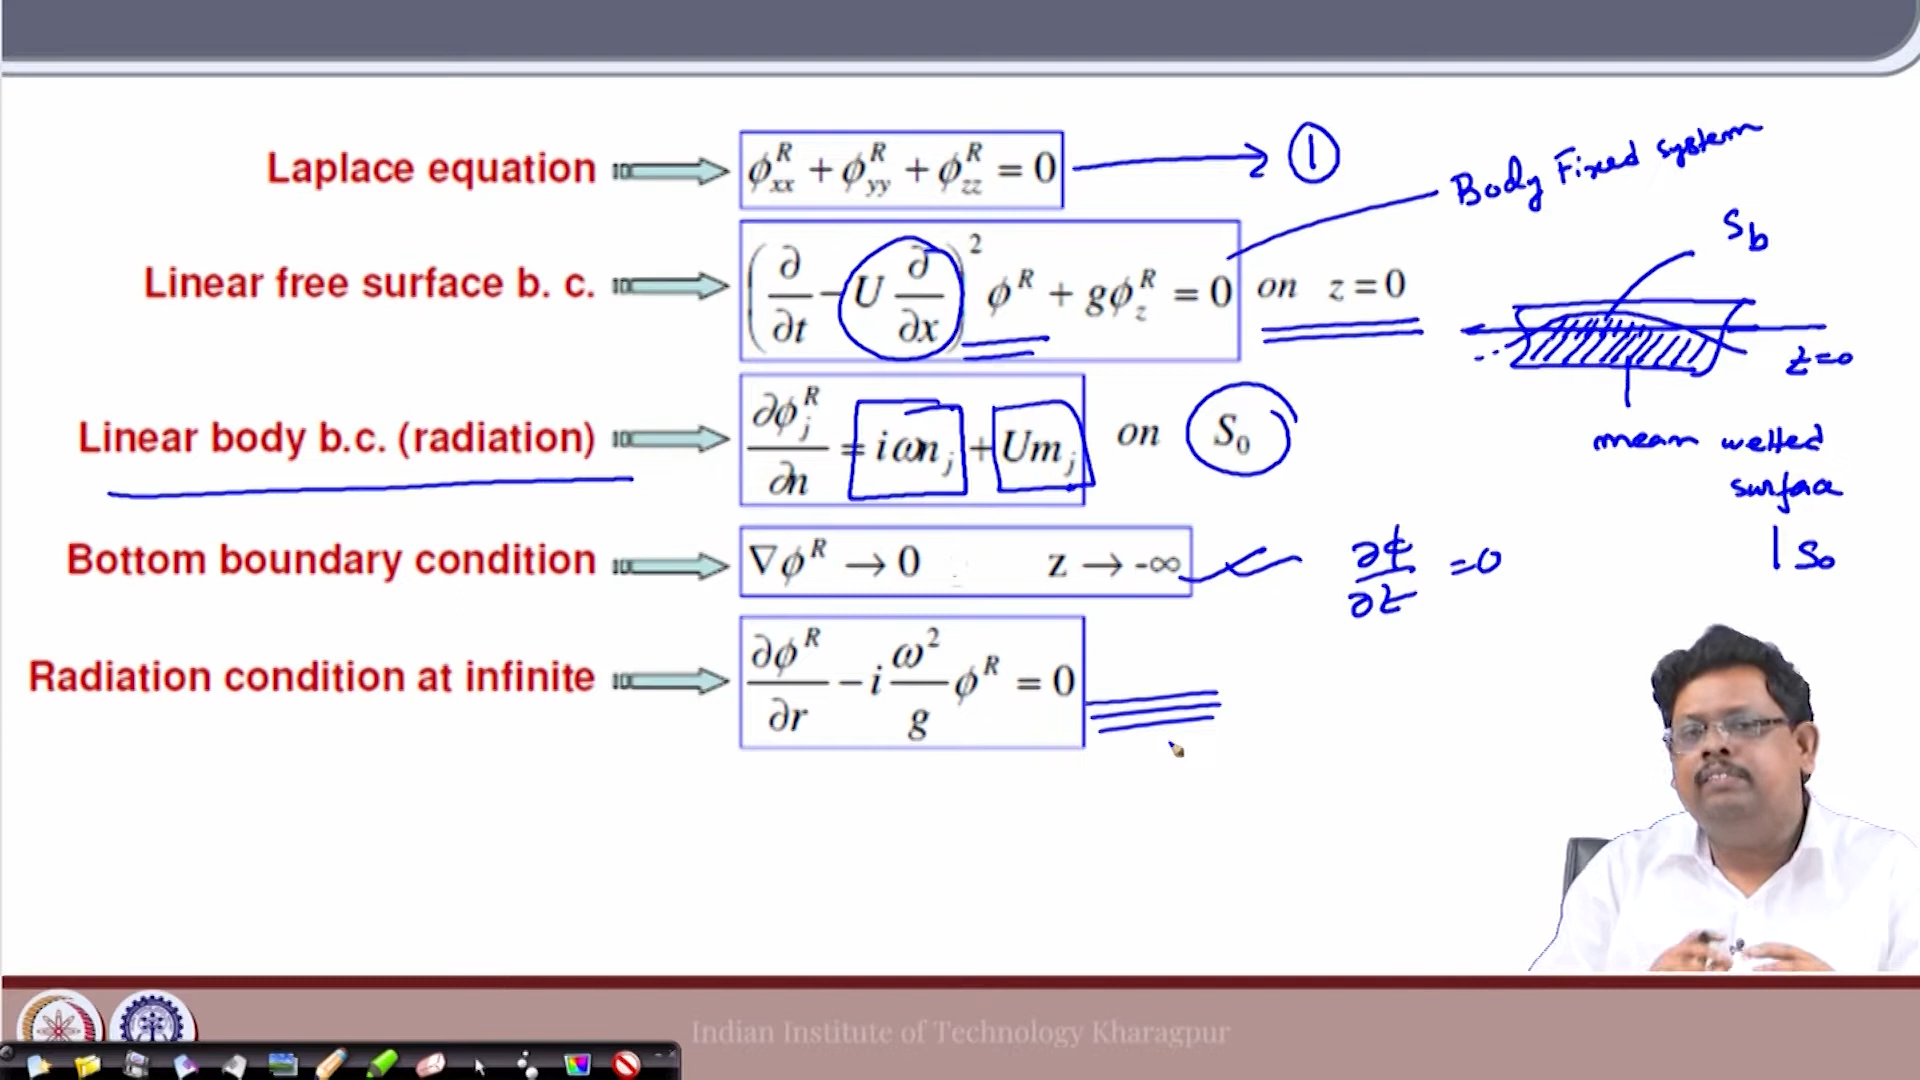 Laplace equation ϕ^R_xx + ϕ^R_yy + ϕ^R_zz = 0 → ①
Body Fixed system
Linear free surface b. c. (∂/∂t − U ∂/∂x)² ϕ^R + gϕ^R_z = 0 on z = 0
S_b
z=0
Linear body b.c. (radiation) ∂ϕ^R_j/∂n = iωn_j + Um_j on S_0
mean wetted
surface
S_0
Bottom boundary condition ∇ϕ^R → 0 z → -∞
∂ϕ/∂z =0
Radiation condition at infinite ∂ϕ^R/∂r − i ω²/g ϕ^R = 0
Indian Institute of Technology Kharagpur